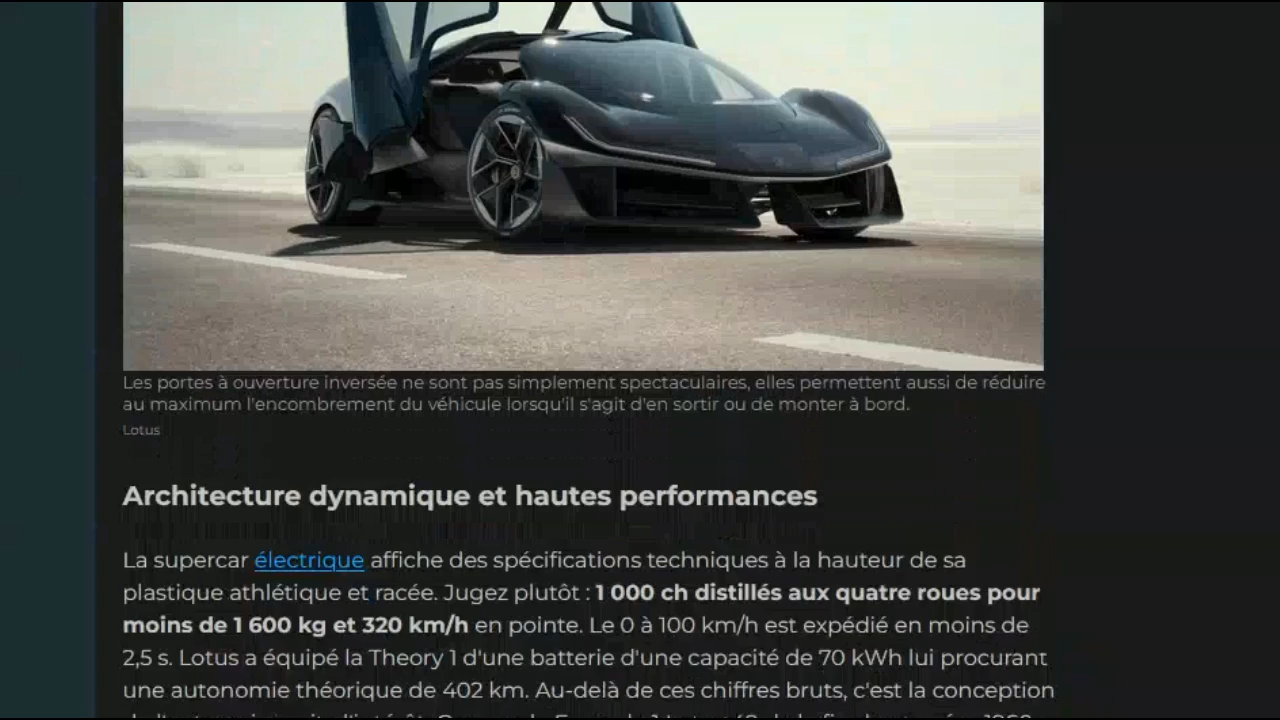 Les portes à ouverture inversée ne sont pas simplement spectaculaires, elles permettent aussi de réduire
au maximum l'encombrement du véhicule lorsqu'il s'agit d'en sortir ou de monter à bord.
Lotus
Architecture dynamique et hautes performances
La supercar électrique affiche des spécifications techniques à la hauteur de sa
plastique athlétique et racée. Jugez plutôt : 1 000 ch distillés aux quatre roues pour
moins de 1 600 kg et 320 km/h en pointe. Le 0 à 100 km/h est expédié en moins de
2,5 s. Lotus a équipé la Theory 1 d'une batterie d'une capacité de 70 kWh lui procurant
une autonomie théorique de 402 km. Au-delà de ces chiffres bruts, c'est la conception